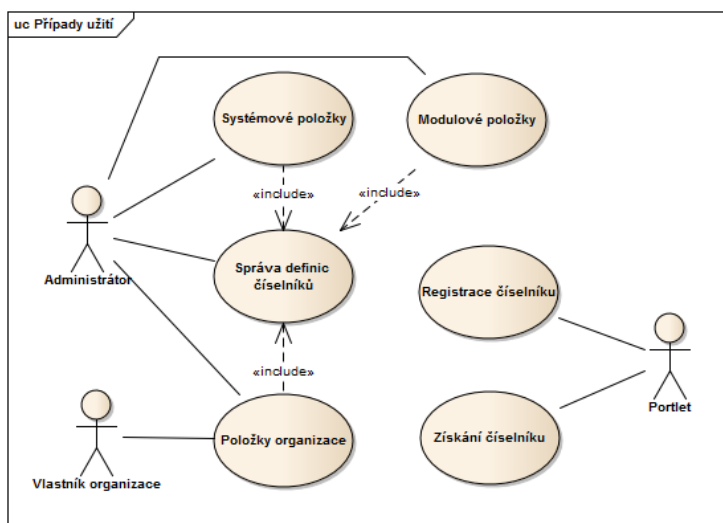 uc Případy užití
Systémové položky
Modulové položky
«include»
«include»
Správa definic
číselníků
Administrátor
Registrace číselníku
«include»
Portlet
Položky organizace
Získání číselníku
Vlastník organizace